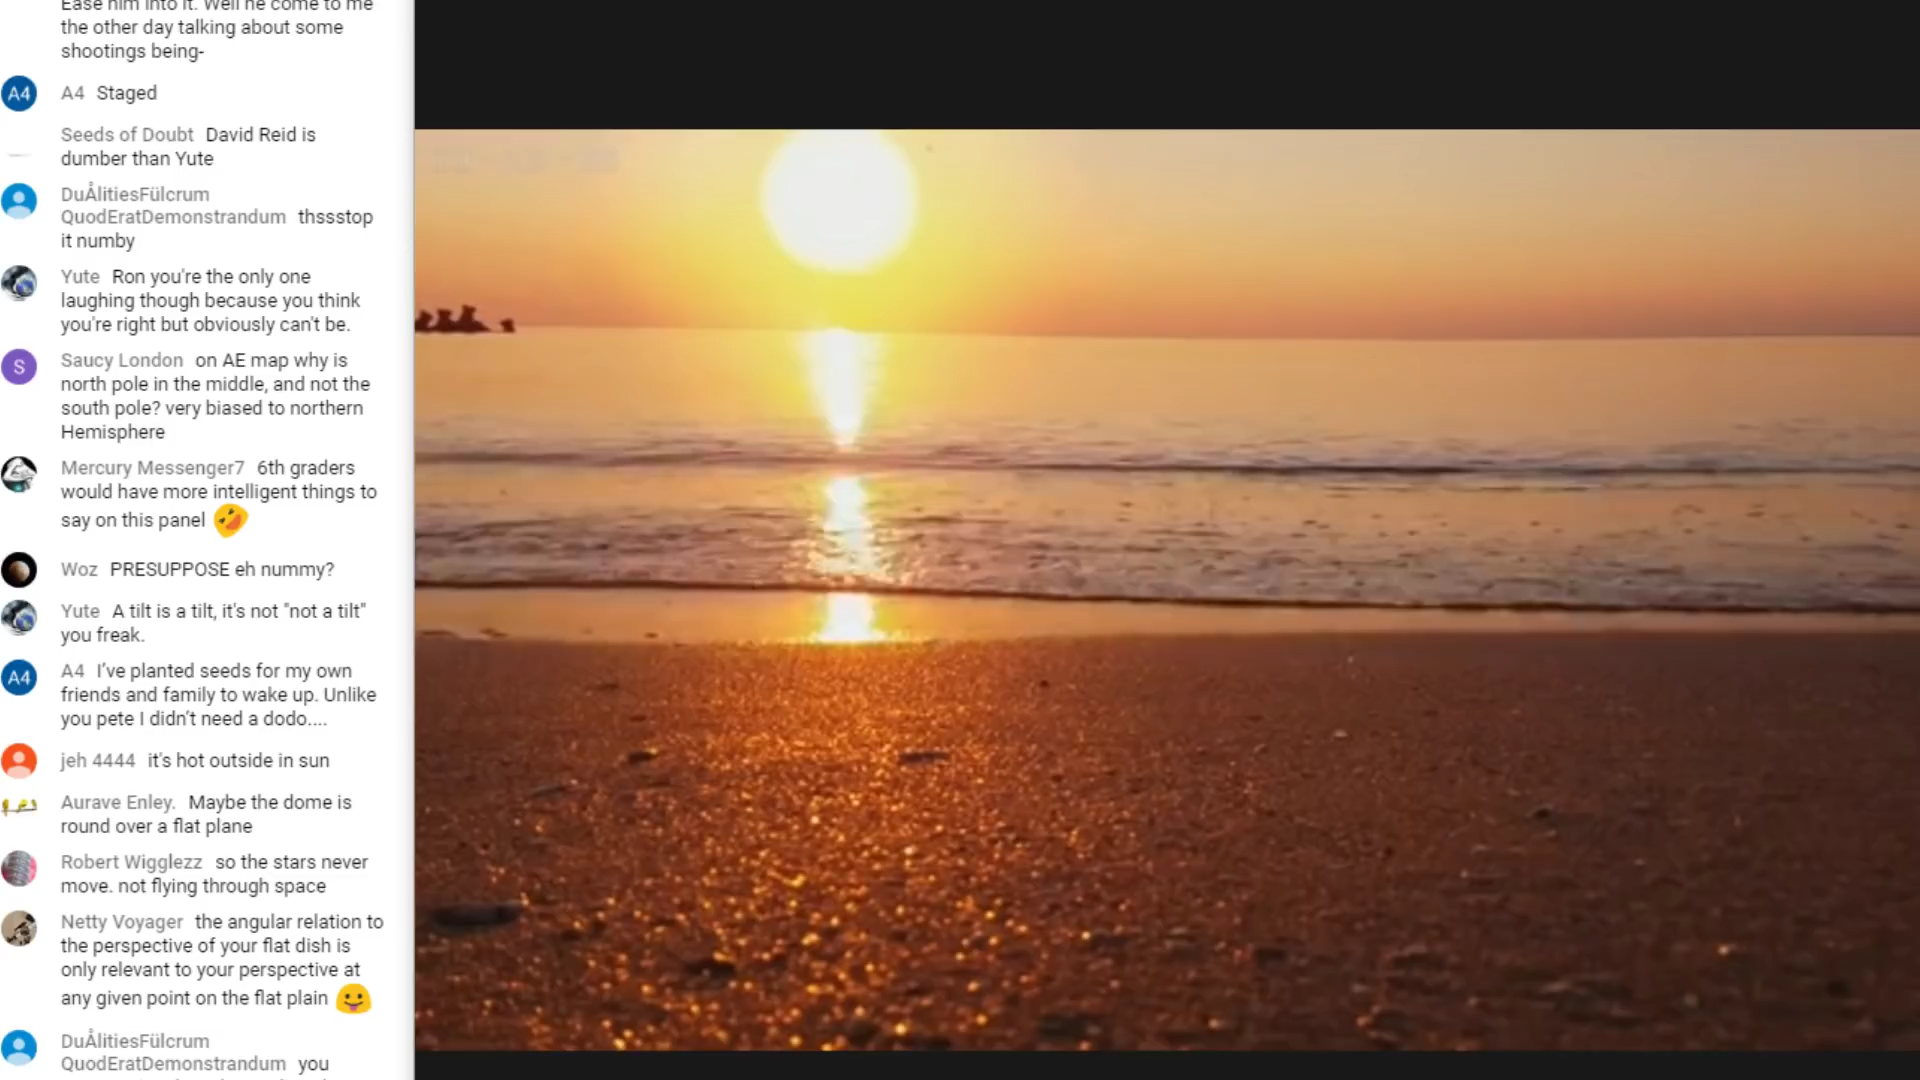 Ease him into it. Well he come to me
the other day talking about some
shootings being-
A4 A4 Staged
Seeds of Doubt David Reid is
dumber than Yute
DuÅlitiesFülcrum
QuodEratDemonstrandum thssstop
it numby
Yute Ron you're the only one
laughing though because you think
you're right but obviously can't be.
S Saucy London on AE map why is
north pole in the middle, and not the
south pole? very biased to northern
Hemisphere
Mercury Messenger7 6th graders
would have more intelligent things to
say on this panel 🤣
Woz PRESUPPOSE eh nummy?
Yute A tilt is a tilt, it's not "not a tilt"
you freak.
A4 A4 I've planted seeds for my own
friends and family to wake up. Unlike
you pete I didn't need a dodo....
jeh 4444 it's hot outside in sun
Aurave Enley. Maybe the dome is
round over a flat plane
Robert Wigglezz so the stars never
move. not flying through space
Netty Voyager the angular relation to
the perspective of your flat dish is
only relevant to your perspective at
any given point on the flat plain 😛
DuÅlitiesFülcrum
QuodEratDemonstrandum you